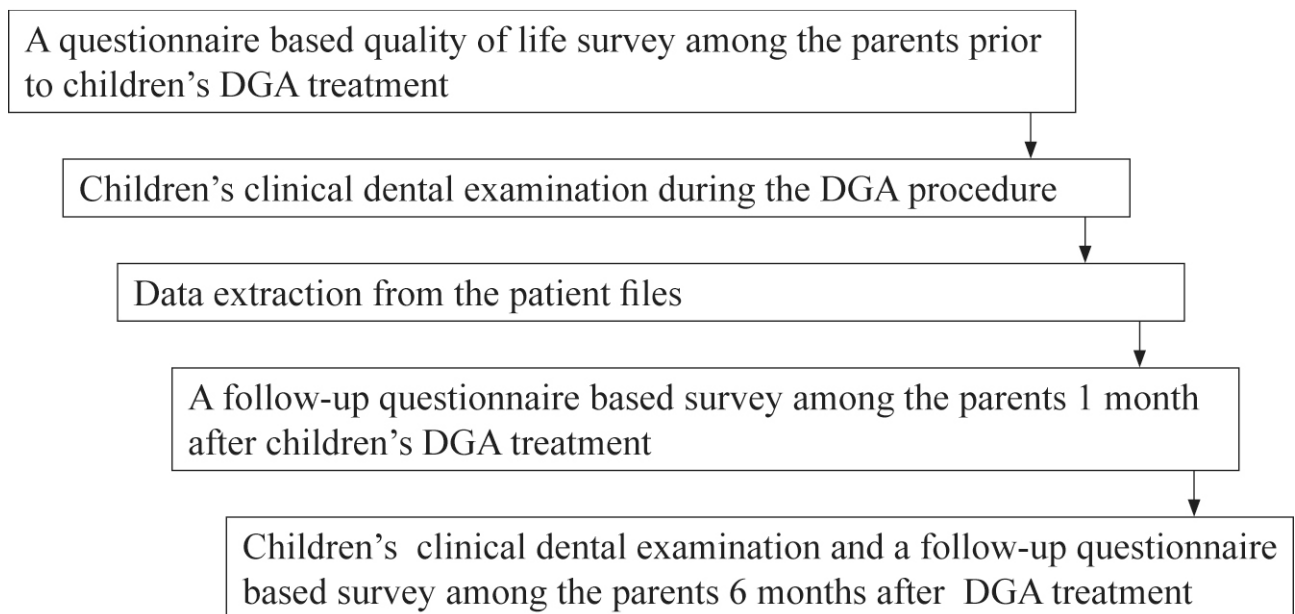 A questionnaire based quality of life survey among the parents prior
to children’s DGA treatment
Children’s clinical dental examination during the DGA procedure
Data extraction from the patient files
A follow-up questionnaire based survey among the parents 1 month
after children’s DGA treatment
Children’s clinical dental examination and a follow-up questionnaire
based survey among the parents 6 months after DGA treatment